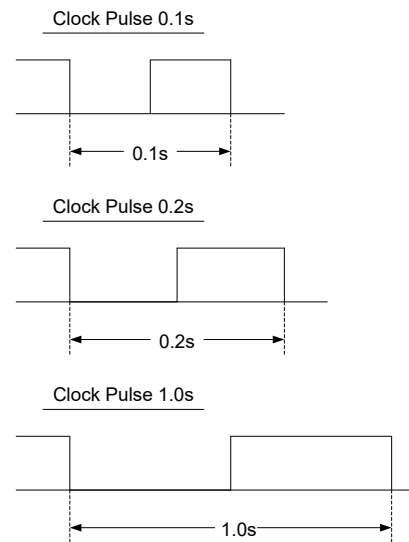 Clock Pulse 0.1s
0.1s
Clock Pulse 0.2s
0.2s
Clock Pulse 1.0s
1.0s